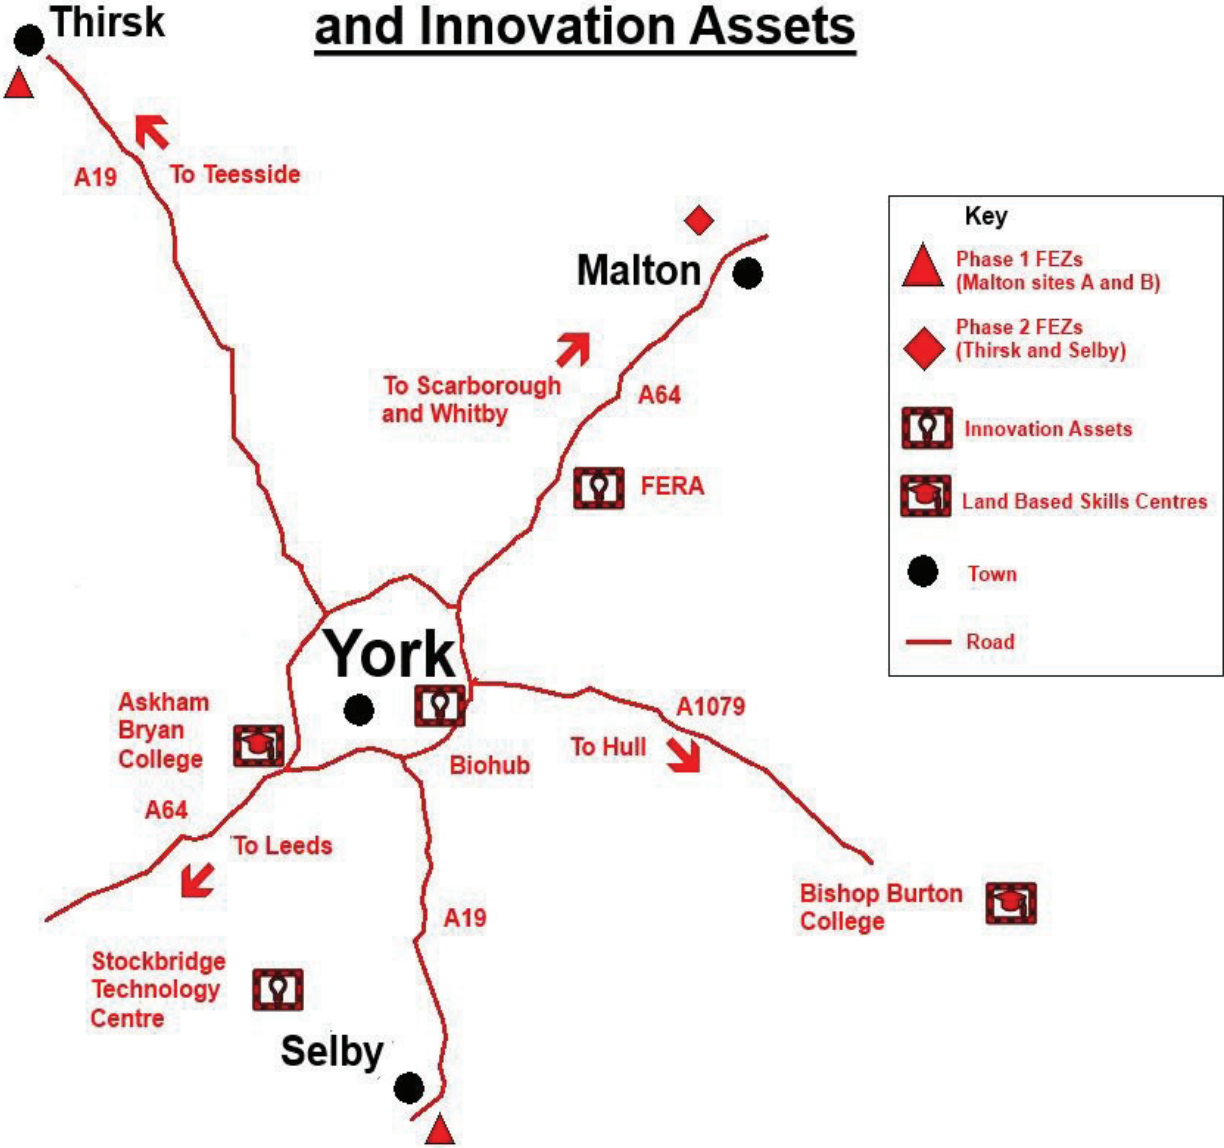 and Innovation Assets
Thirsk
A19
To Teesside
Malton
To Scarborough
and Whitby
A64
FERA
York
Askham
Bryan
College
Biohub
A1079
To Hull
A64
To Leeds
A19
Bishop Burton
College
Stockbridge
Technology
Centre
Selby
Key
Phase 1 FEZs
(Malton sites A and B)
Phase 2 FEZs
(Thirsk and Selby)
Innovation Assets
Land Based Skills Centres
Town
Road